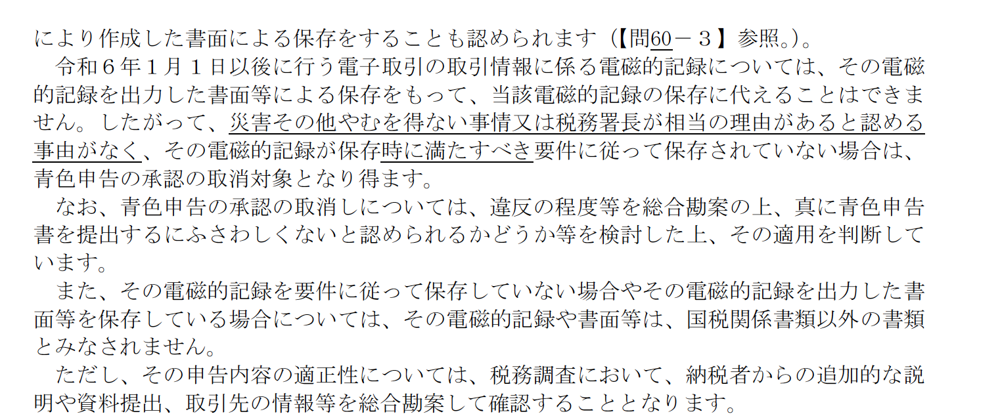 により作成した書面による保存をすることも認められます（【問60－３】参照。）。
令和６年１月１日以後に行う電子取引の取引情報に係る電磁的記録については、その電磁
的記録を出力した書面等による保存をもって、当該電磁的記録の保存に代えることはできま
せん。したがって、災害その他やむを得ない事情又は税務署長が相当の理由があると認める
事由がなく、その電磁的記録が保存時に満たすべき要件に従って保存されていない場合は、
青色申告の承認の取消対象となり得ます。
なお、青色申告の承認の取消しについては、違反の程度等を総合勘案の上、真に青色申告
書を提出するにふさわしくないと認められるかどうか等を検討した上、その適用を判断して
います。
また、その電磁的記録を要件に従って保存していない場合やその電磁的記録を出力した書
面等を保存している場合については、その電磁的記録や書面等は、国税関係書類以外の書類
とみなされません。
ただし、その申告内容の適正性については、税務調査において、納税者からの追加的な説
明や資料提出、取引先の情報等を総合勘案して確認することとなります。